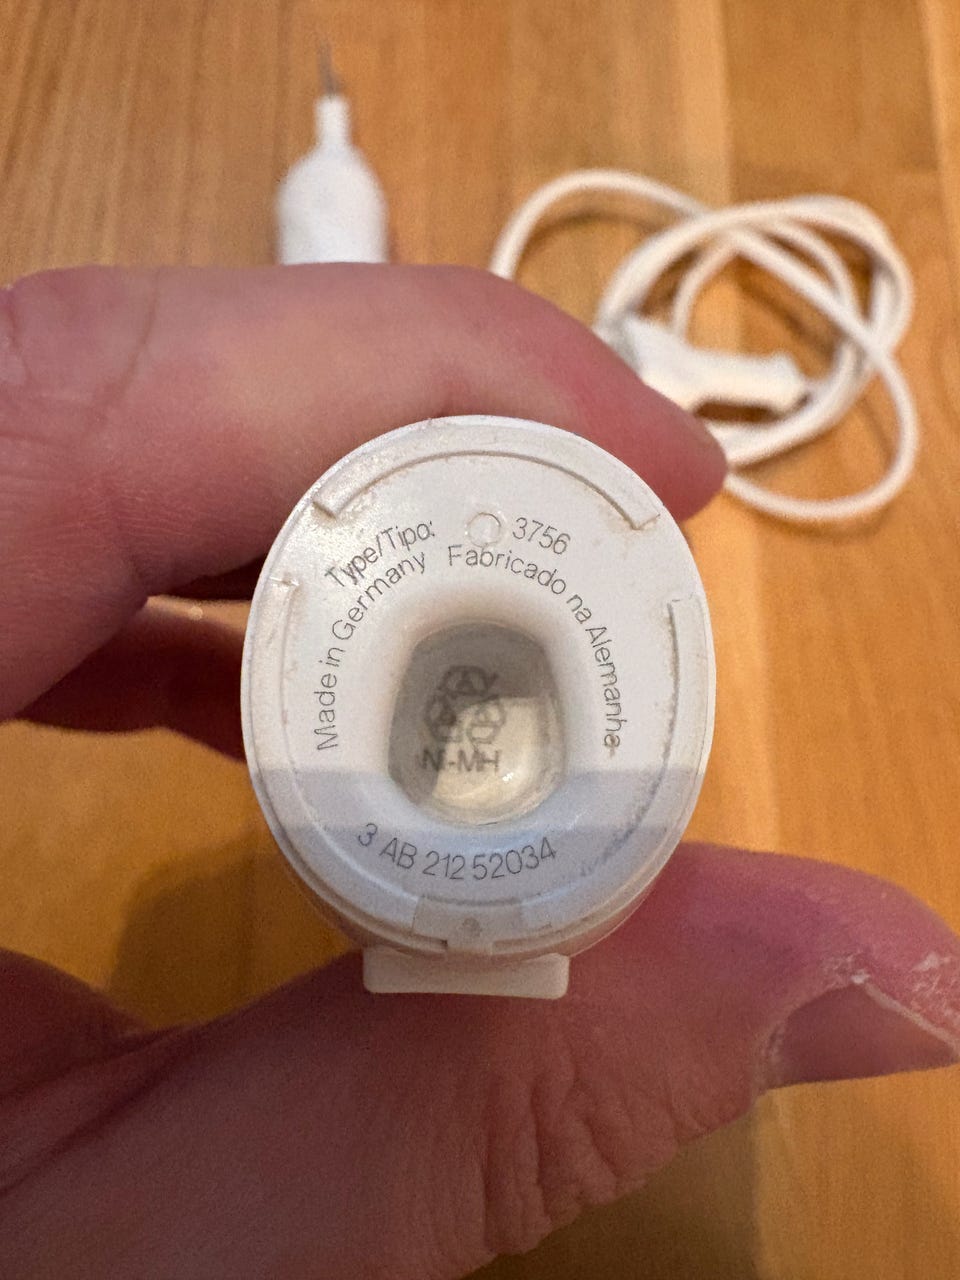 Type/Tipo: 3756
Made in Germany Fabricado na Alemanha
Ni-MH
3 AB 212 52034